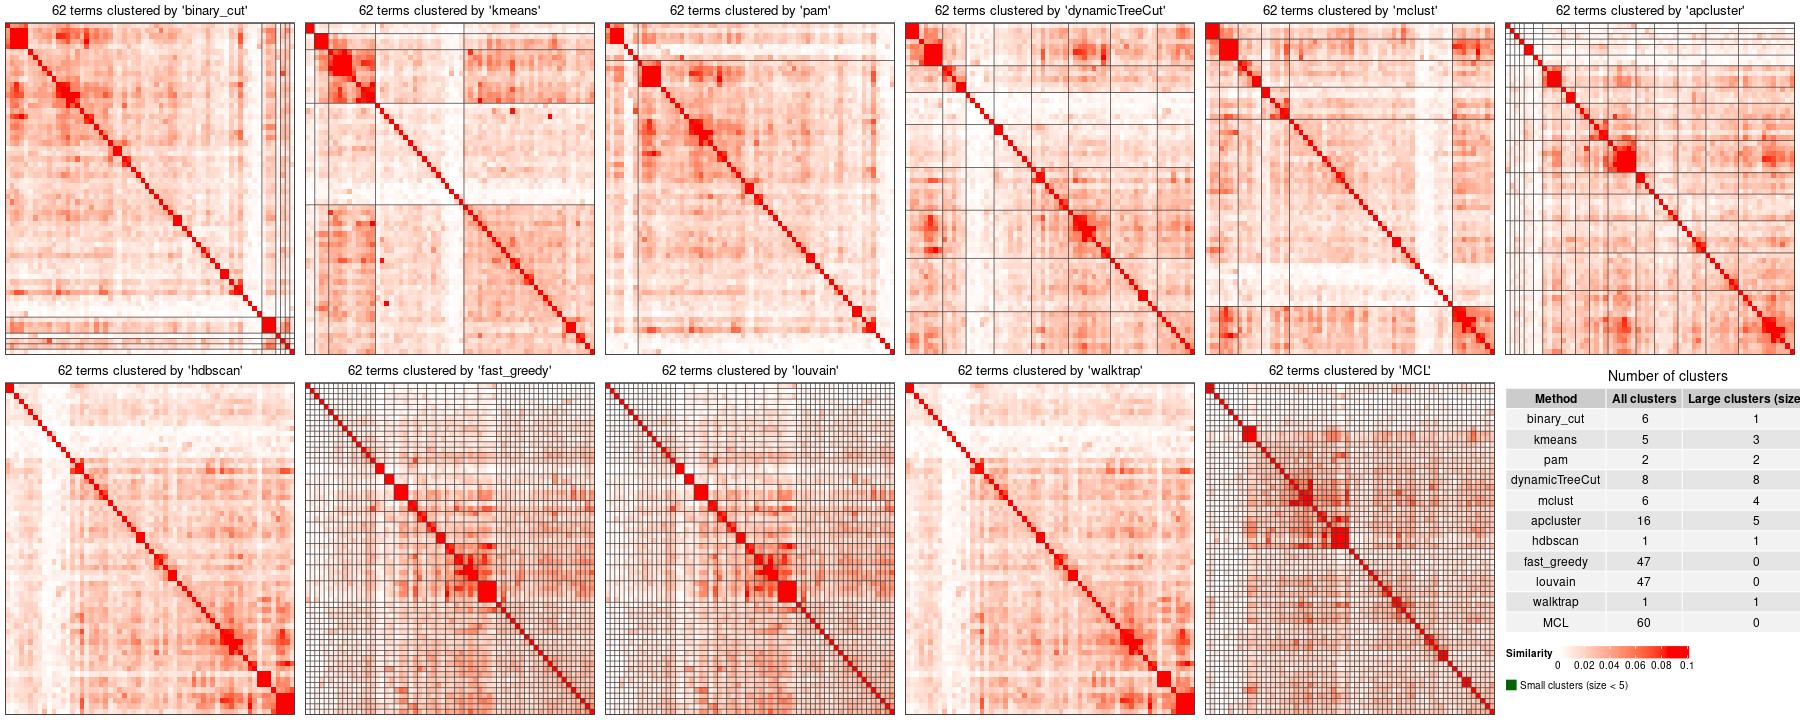 62 terms clustered by 'binary_cut'
62 terms clustered by 'kmeans'
62 terms clustered by 'pam'
62 terms clustered by 'dynamicTreeCut'
62 terms clustered by 'mclust'
62 terms clustered by 'apcluster'
62 terms clustered by 'hdbscan'
62 terms clustered by 'fast_greedy'
62 terms clustered by 'louvain'
62 terms clustered by 'walktrap'
62 terms clustered by 'MCL'
Number of clusters
Method All clusters Large clusters (size
binary_cut 6 1
kmeans 5 3
pam 2 2
dynamicTreeCut 8 8
mclust 6 4
apcluster 16 5
hdbscan 1 1
fast_greedy 47 0
louvain 47 0
walktrap 1 1
MCL 60 0
Similarity
0 0.02 0.04 0.06 0.08 0.1
Small clusters (size < 5)